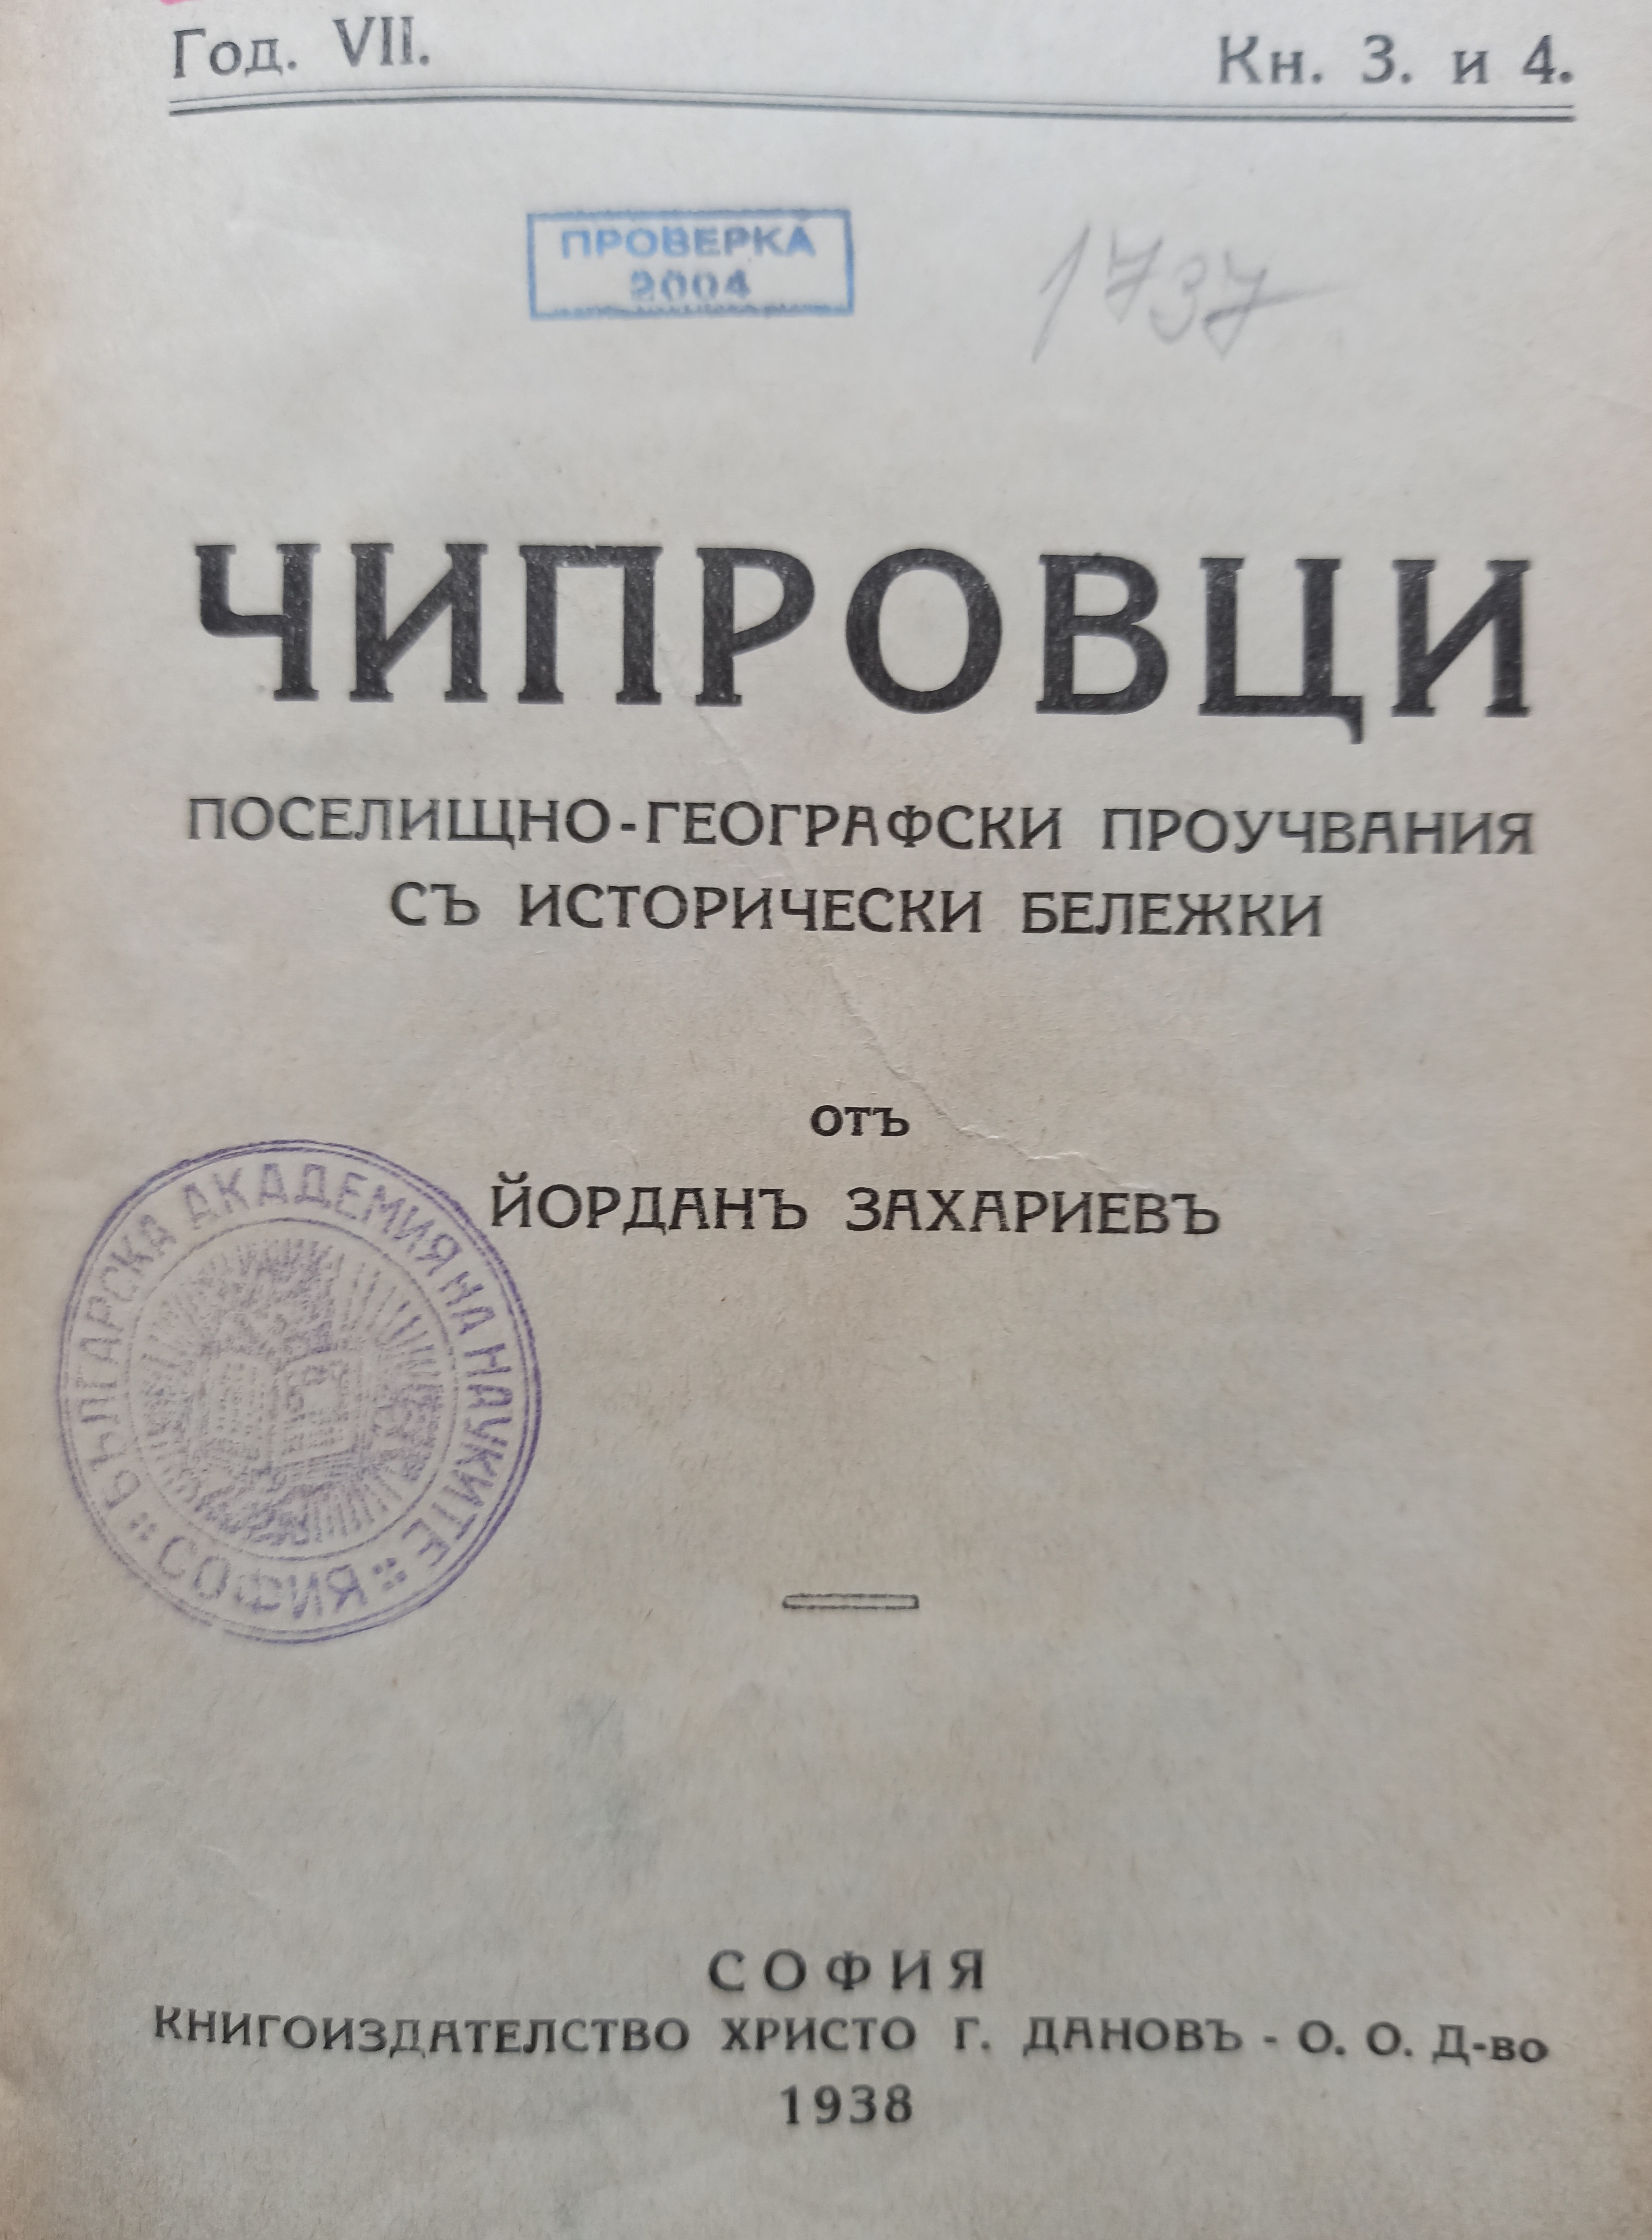 Год. VII. Кн. 3. и 4.
ПРОВЕРКА
2004
1737
ЧИПРОВЦИ
ПОСЕЛИЩНО-ГЕОГРАФСКИ ПРОУЧВАНИЯ
СЪ ИСТОРИЧЕСКИ БЕЛЕЖКИ
отъ
ЙОРДАНЪ ЗАХАРИЕВЪ
БЪЛГАРСКА АКАДЕМИЯ НА НАУКИТЕ
СОФИЯ
СОФИЯ
КНИГОИЗДАТЕЛСТВО ХРИСТО Г. ДАНОВЪ - О. О. Д-во
1938